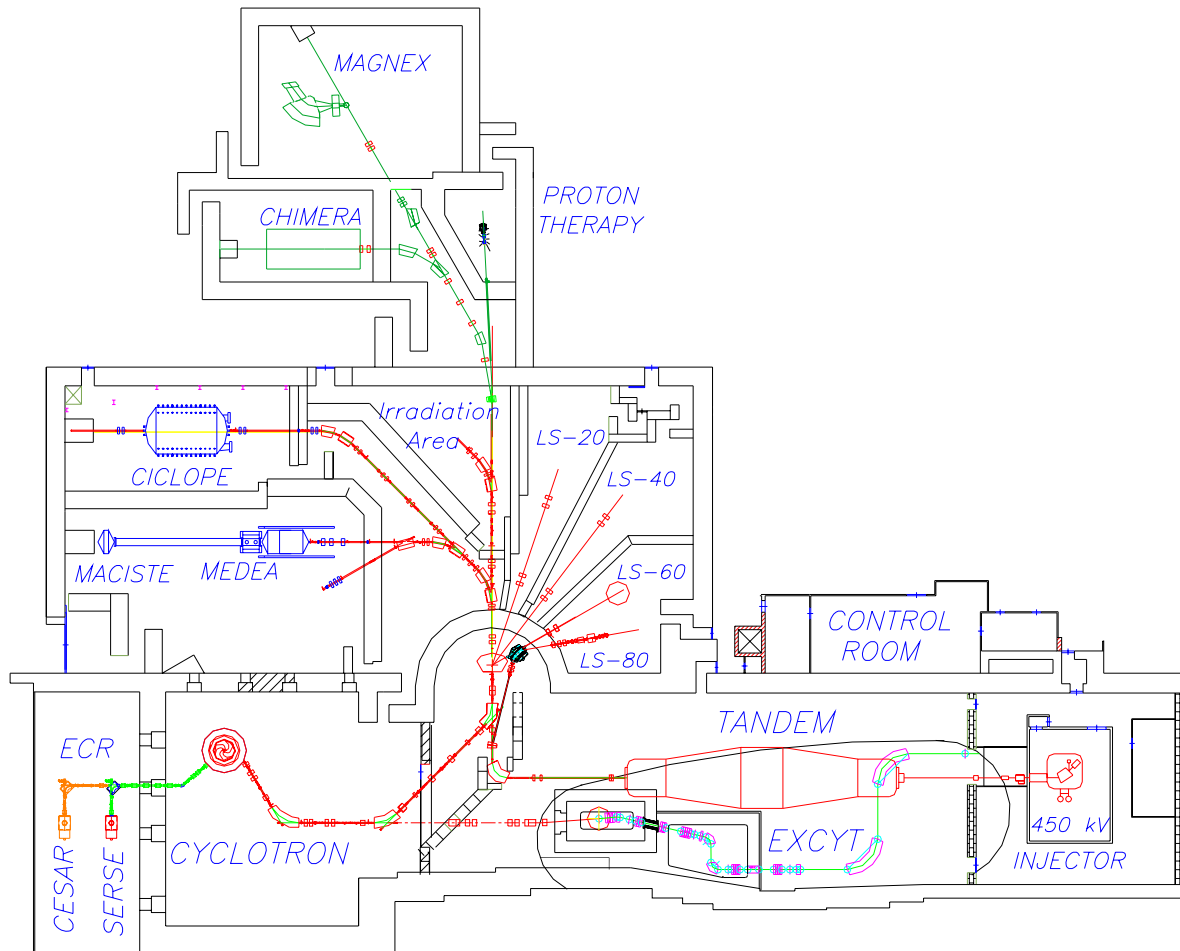 MAGNEX
PROTON
THERAPY
CHIMERA
Irradiation
Area
LS-20
CICLOPE
LS-40
MACISTE
MEDEA
LS-60
LS-80
CONTROL
ROOM
TANDEM
ECR
CYCLOTRON
EXCYT
450 kV
INJECTOR
CESAR
SERSE